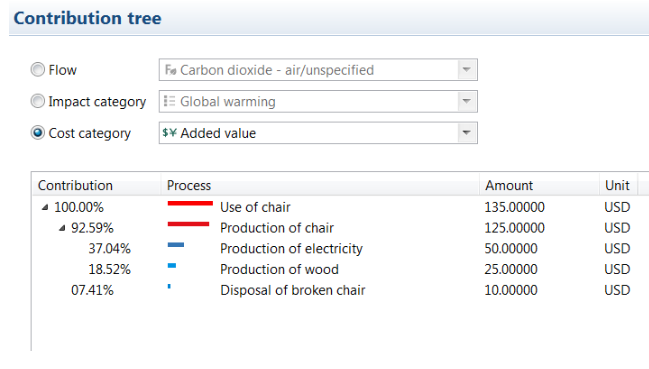 Contribution tree
Flow Carbon dioxide - air/unspecified
Impact category Global warming
Cost category $¥ Added value
Contribution Process Amount Unit
100.00% Use of chair 135.00000 USD
92.59% Production of chair 125.00000 USD
37.04% Production of electricity 50.00000 USD
18.52% Production of wood 25.00000 USD
07.41% Disposal of broken chair 10.00000 USD